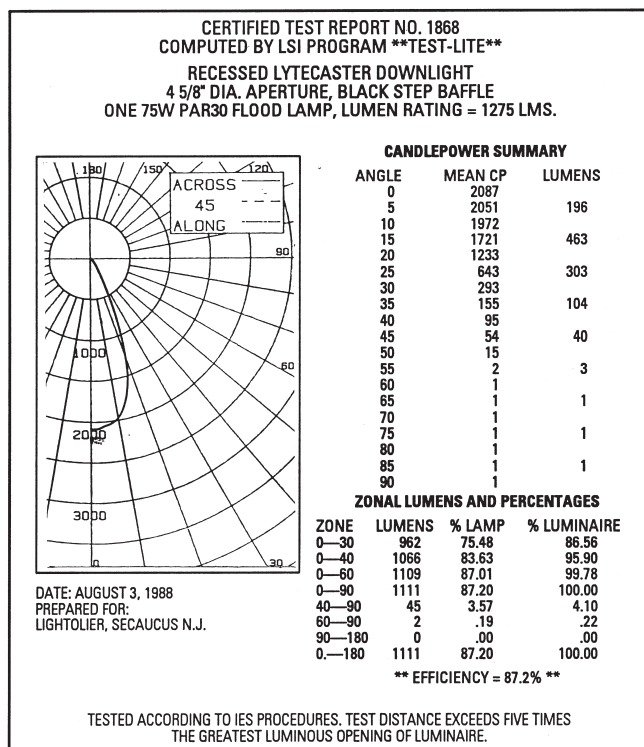 CERTIFIED TEST REPORT NO. 1868
COMPUTED BY LSI PROGRAM **TEST-LITE**
RECESSED LYTECASTER DOWNLIGHT
4 5/8" DIA. APERTURE, BLACK STEP BAFFLE
ONE 75W PAR30 FLOOD LAMP, LUMEN RATING = 1275 LMS.
180 150 120
ACROSS
45
ALONG
90
60
1000
2000
3000
0 30
DATE: AUGUST 3, 1988
PREPARED FOR:
LIGHTOLIER, SECAUCUS N.J.
CANDLEPOWER SUMMARY
ANGLE MEAN CP LUMENS
0 2087
5 2051 196
10 1972
15 1721 463
20 1233
25 643 303
30 293
35 155 104
40 95
45 54 40
50 15
55 2 3
60 1
65 1 1
70 1
75 1 1
80 1
85 1 1
90 1
ZONAL LUMENS AND PERCENTAGES
ZONE LUMENS % LAMP % LUMINAIRE
0—30 962 75.48 86.56
0—40 1066 83.63 95.90
0—60 1109 87.01 99.78
0—90 1111 87.20 100.00
40—90 45 3.57 4.10
60—90 2 .19 .22
90—180 0 .00 .00
0.—180 1111 87.20 100.00
** EFFICIENCY = 87.2% **
TESTED ACCORDING TO IES PROCEDURES. TEST DISTANCE EXCEEDS FIVE TIMES
THE GREATEST LUMINOUS OPENING OF LUMINAIRE.